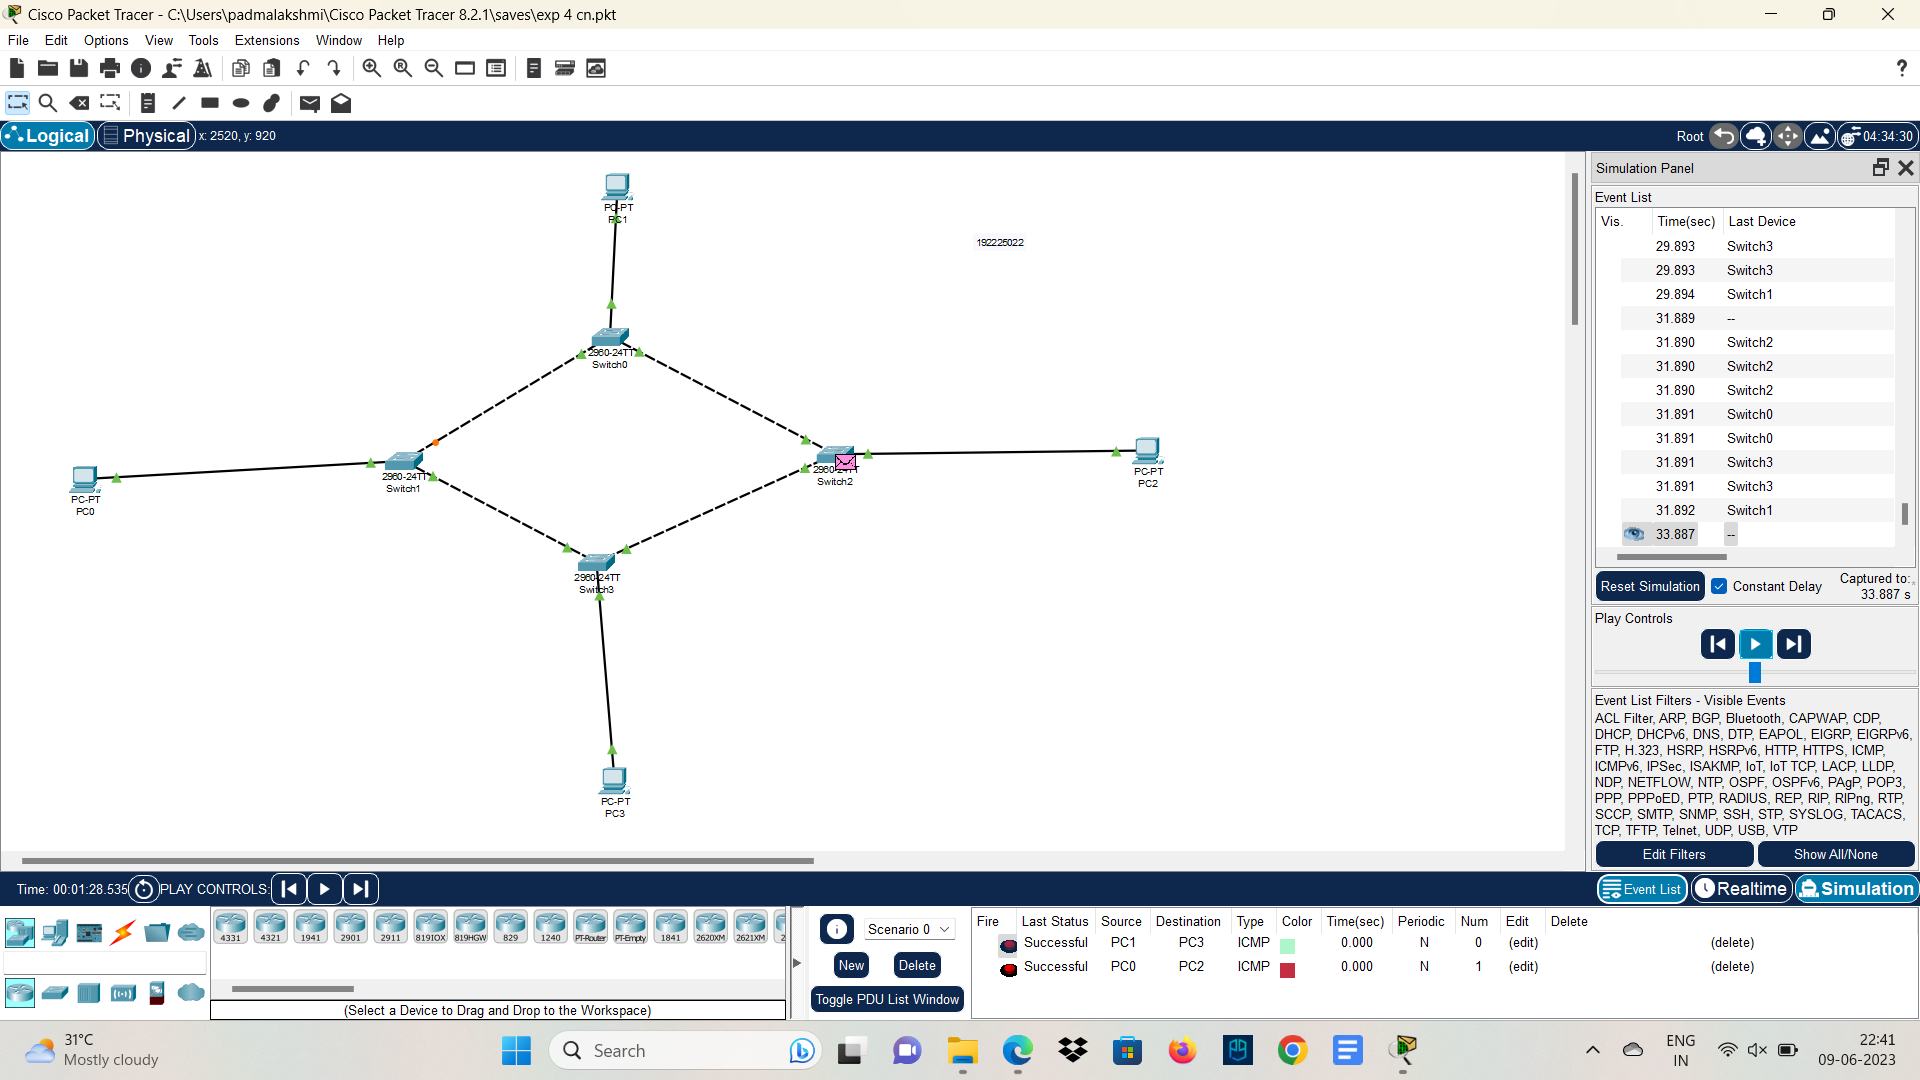 Cisco Packet Tracer - C:\Users\padmalakshmi\Cisco Packet Tracer 8.2.1\saves\exp 4 cn.pkt
File Edit Options View Tools Extensions Window Help
?
Logical Physical x: 2520, y: 920
Root 04:34:30
PC-PT
PC1
192225022
2960-24TT
Switch0
2960-24TT
Switch1
PC-PT
PC0
Switch2
PC-PT
PC2
2960-24TT
Switch3
PC-PT
PC3
Simulation Panel
Event List
Vis. Time(sec) Last Device
29.893 Switch3
29.893 Switch3
29.894 Switch1
31.889 --
31.890 Switch2
31.890 Switch2
31.890 Switch2
31.891 Switch0
31.891 Switch0
31.891 Switch3
31.891 Switch3
31.892 Switch1
33.887 --
Reset Simulation Constant Delay Captured to:
33.887 s
Play Controls
Event List Filters - Visible Events
ACL Filter, ARP, BGP, Bluetooth, CAPWAP, CDP,
DHCP, DHCPv6, DNS, DTP, EAPOL, EIGRP, EIGRPv6,
FTP, H.323, HSRP, HSRPv6, HTTP, HTTPS, ICMP,
ICMPv6, IPSec, ISAKMP, IoT, IoT TCP, LACP, LLDP,
NDP, NETFLOW, NTP, OSPF, OSPFv6, PAgP, POP3,
PPP, PPPoED, PTP, RADIUS, REP, RIP, RIPng, RTP,
SCCP, SMTP, SNMP, SSH, STP, SYSLOG, TACACS,
TCP, TFTP, Telnet, UDP, USB, VTP
Edit Filters Show All/None
Time: 00:01:28.535 PLAY CONTROLS:
Event List Realtime Simulation
4331 4321 1941 2901 2911 819IOX 819HGW 829 1240 PT-Router PT-Empty 1841 2620XM 2621XM
(Select a Device to Drag and Drop to the Workspace)
Scenario 0
New Delete
Toggle PDU List Window
Fire Last Status Source Destination Type Color Time(sec) Periodic Num Edit Delete
Successful PC1 PC3 ICMP 0.000 N 0 (edit) (delete)
Successful PC0 PC2 ICMP 0.000 N 1 (edit) (delete)
31°C
Mostly cloudy
Search
ENG
IN
22:41
09-06-2023